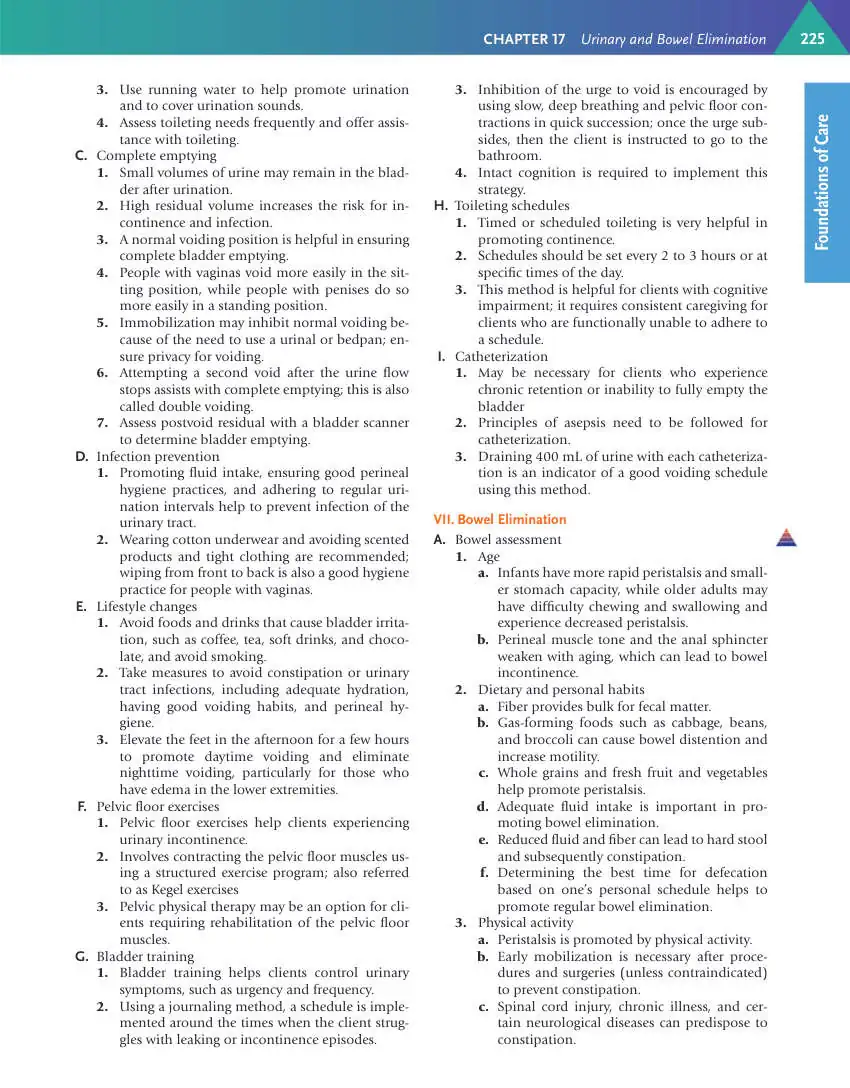 CHAPTER 17 Urinary and Bowel Elimination 225
3. Use running water to help promote urination
and to cover urination sounds.
4. Assess toileting needs frequently and offer assis-
tance with toileting.
C. Complete emptying
1. Small volumes of urine may remain in the blad-
der after urination.
2. High residual volume increases the risk for in-
continence and infection.
3. A normal voiding position is helpful in ensuring
complete bladder emptying.
4. People with vaginas void more easily in the sit-
ting position, while people with penises do so
more easily in a standing position.
5. Immobilization may inhibit normal voiding be-
cause of the need to use a urinal or bedpan; en-
sure privacy for voiding.
6. Attempting a second void after the urine flow
stops assists with complete emptying; this is also
called double voiding.
7. Assess postvoid residual with a bladder scanner
to determine bladder emptying.
D. Infection prevention
1. Promoting fluid intake, ensuring good perineal
hygiene practices, and adhering to regular uri-
nation intervals help to prevent infection of the
urinary tract.
2. Wearing cotton underwear and avoiding scented
products and tight clothing are recommended;
wiping from front to back is also a good hygiene
practice for people with vaginas.
E. Lifestyle changes
1. Avoid foods and drinks that cause bladder irrita-
tion, such as coffee, tea, soft drinks, and choco-
late, and avoid smoking.
2. Take measures to avoid constipation or urinary
tract infections, including adequate hydration,
having good voiding habits, and perineal hy-
giene.
3. Elevate the feet in the afternoon for a few hours
to promote daytime voiding and eliminate
nighttime voiding, particularly for those who
have edema in the lower extremities.
F. Pelvic floor exercises
1. Pelvic floor exercises help clients experiencing
urinary incontinence.
2. Involves contracting the pelvic floor muscles us-
ing a structured exercise program; also referred
to as Kegel exercises
3. Pelvic physical therapy may be an option for cli-
ents requiring rehabilitation of the pelvic floor
muscles.
G. Bladder training
1. Bladder training helps clients control urinary
symptoms, such as urgency and frequency.
2. Using a journaling method, a schedule is imple-
mented around the times when the client strug-
gles with leaking or incontinence episodes.
3. Inhibition of the urge to void is encouraged by
using slow, deep breathing and pelvic floor con-
tractions in quick succession; once the urge sub-
sides, then the client is instructed to go to the
bathroom.
4. Intact cognition is required to implement this
strategy.
H. Toileting schedules
1. Timed or scheduled toileting is very helpful in
promoting continence.
2. Schedules should be set every 2 to 3 hours or at
specific times of the day.
3. This method is helpful for clients with cognitive
impairment; it requires consistent caregiving for
clients who are functionally unable to adhere to
a schedule.
I. Catheterization
1. May be necessary for clients who experience
chronic retention or inability to fully empty the
bladder
2. Principles of asepsis need to be followed for
catheterization.
3. Draining 400 mL of urine with each catheteriza-
tion is an indicator of a good voiding schedule
using this method.
VII. Bowel Elimination
A. Bowel assessment
1. Age
a. Infants have more rapid peristalsis and small-
er stomach capacity, while older adults may
have difficulty chewing and swallowing and
experience decreased peristalsis.
b. Perineal muscle tone and the anal sphincter
weaken with aging, which can lead to bowel
incontinence.
2. Dietary and personal habits
a. Fiber provides bulk for fecal matter.
b. Gas-forming foods such as cabbage, beans,
and broccoli can cause bowel distention and
increase motility.
c. Whole grains and fresh fruit and vegetables
help promote peristalsis.
d. Adequate fluid intake is important in pro-
moting bowel elimination.
e. Reduced fluid and fiber can lead to hard stool
and subsequently constipation.
f. Determining the best time for defecation
based on one's personal schedule helps to
promote regular bowel elimination.
3. Physical activity
a. Peristalsis is promoted by physical activity.
b. Early mobilization is necessary after proce-
dures and surgeries (unless contraindicated)
to prevent constipation.
c. Spinal cord injury, chronic illness, and cer-
tain neurological diseases can predispose to
constipation.
Foundations of Care